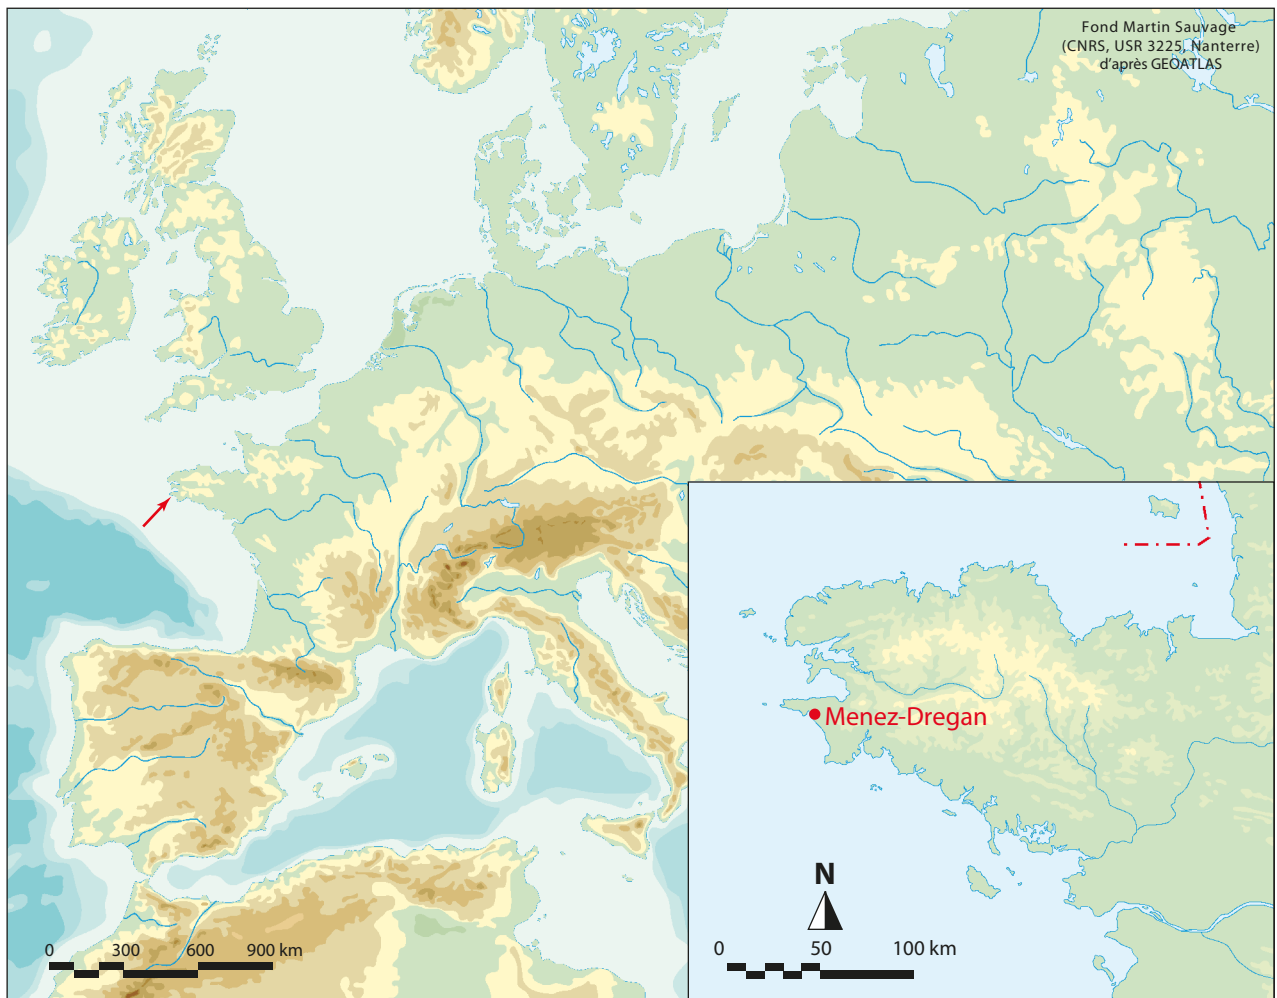 Fond Martin Sauvage
(CNRS, USR 3225, Nanterre)
d'après GEOATLAS
Menez-Dregan
N
0 50 100 km
0 300 600 900 km